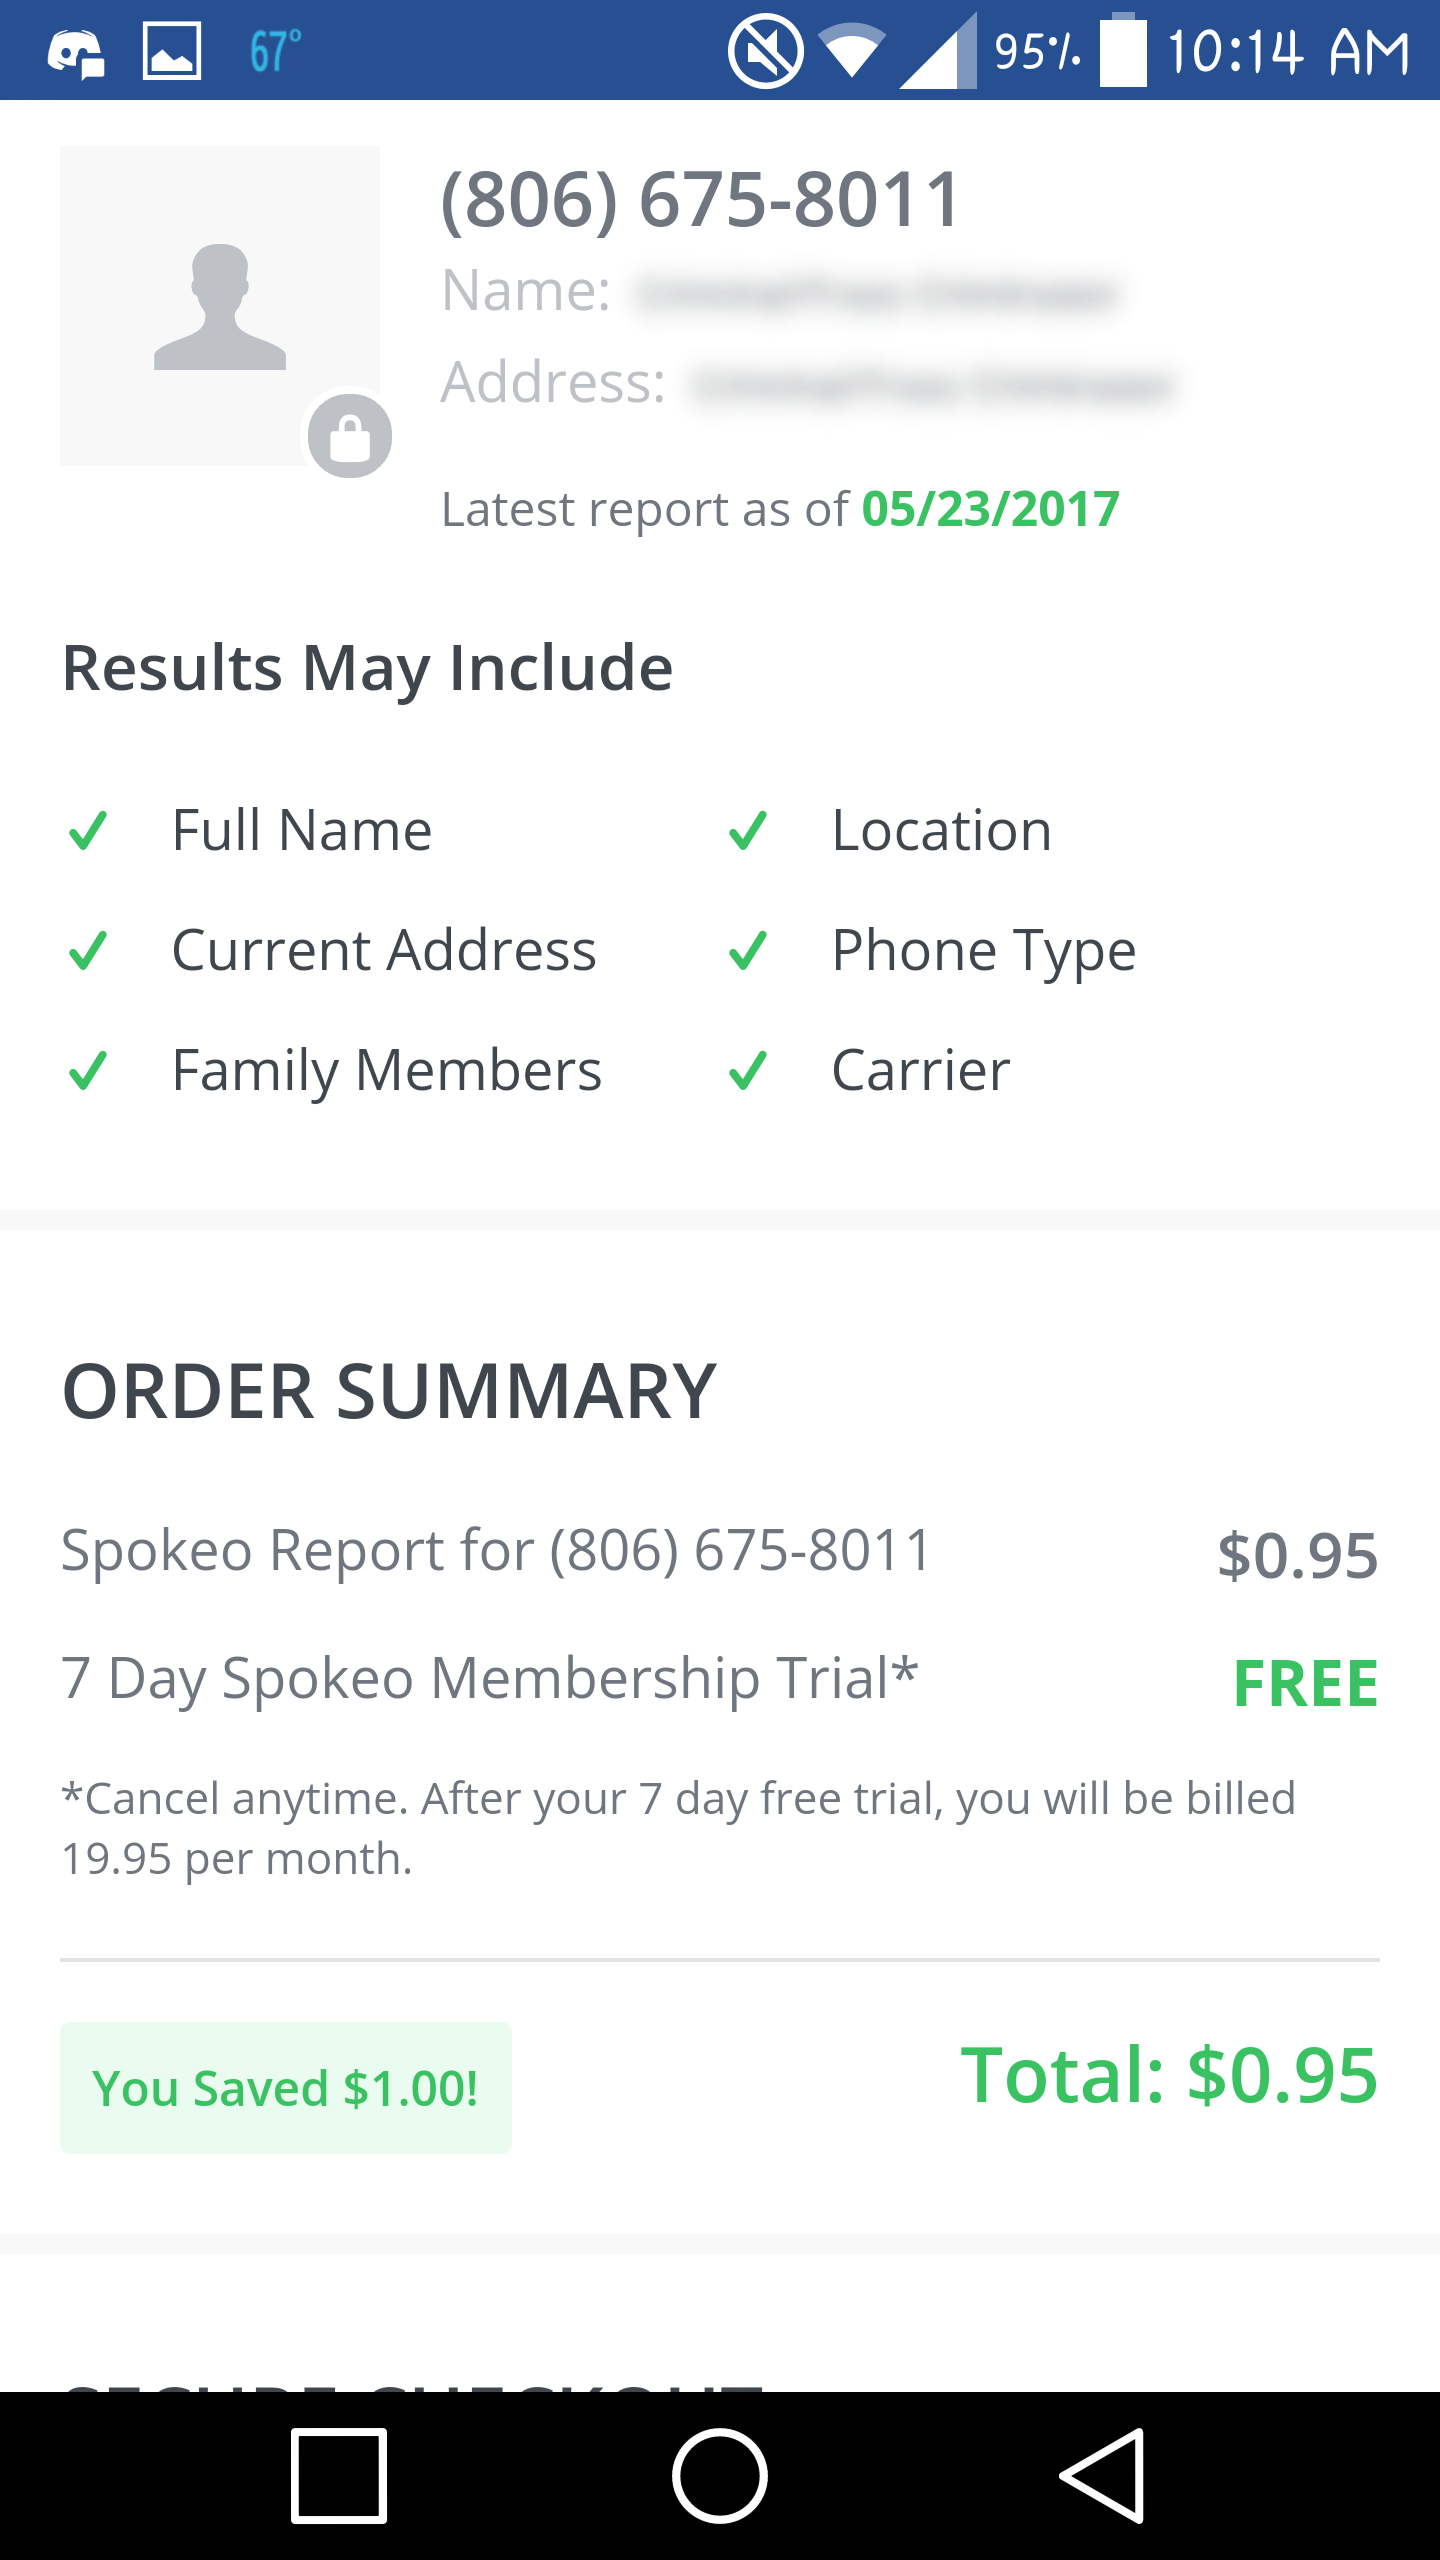 67° 95% 10:14 AM
(806) 675-8011
Name:
Address:
Latest report as of 05/23/2017
Results May Include
Full Name Location
Current Address Phone Type
Family Members Carrier
ORDER SUMMARY
Spokeo Report for (806) 675-8011 $0.95
7 Day Spokeo Membership Trial* FREE
*Cancel anytime. After your 7 day free trial, you will be billed
19.95 per month.
You Saved $1.00! Total: $0.95